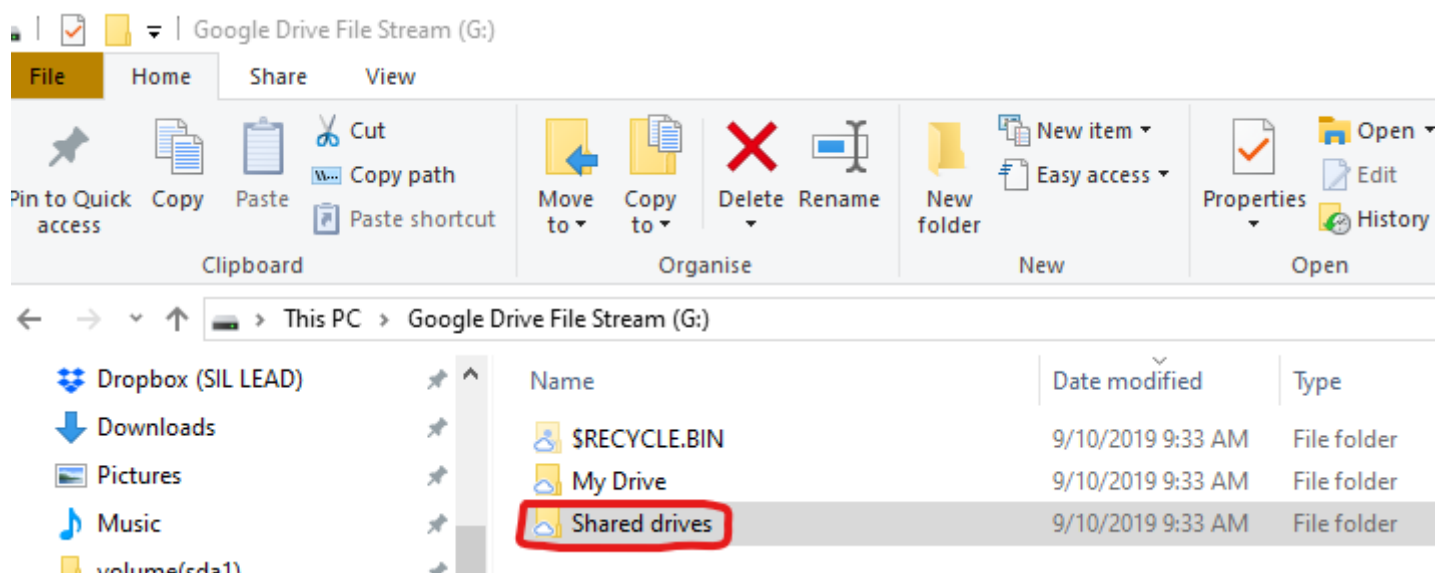 Google Drive File Stream (G:)
File Home Share View
Pin to Quick access
Copy
Paste
Cut
Copy path
Paste shortcut
Move to
Copy to
Delete
Rename
New folder
New item
Easy access
Properties
Open
Edit
History
Clipboard Organise New Open
This PC > Google Drive File Stream (G:)
Dropbox (SIL LEAD)
Downloads
Pictures
Music
volume(sda1)
Name Date modified Type
$RECYCLE.BIN 9/10/2019 9:33 AM File folder
My Drive 9/10/2019 9:33 AM File folder
Shared drives 9/10/2019 9:33 AM File folder